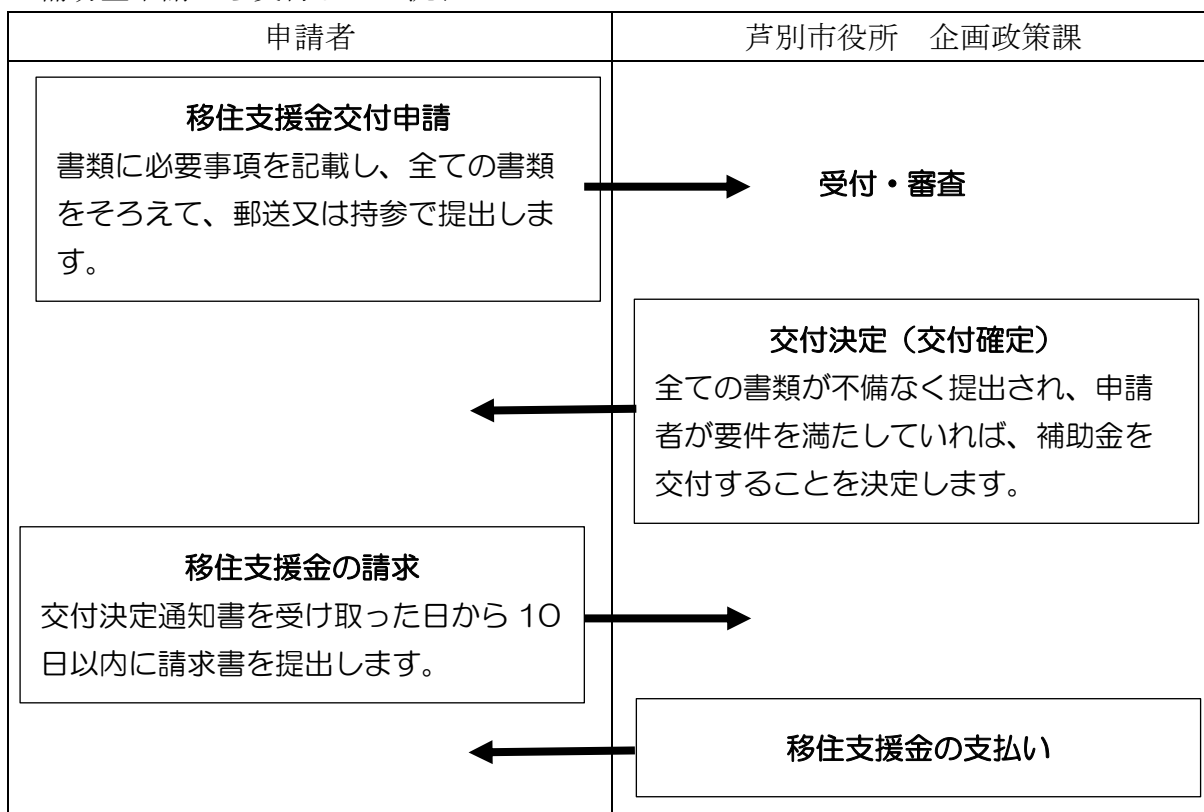 申請者
芦別市役所 企画政策課
移住支援金交付申請
書類に必要事項を記載し、全ての書類
をそろえて、郵送又は持参で提出しま
す。
受付・審査
交付決定（交付確定）
全ての書類が不備なく提出され、申請
者が要件を満たしていれば、補助金を
交付することを決定します。
移住支援金の請求
交付決定通知書を受け取った日から 10
日以内に請求書を提出します。
移住支援金の支払い